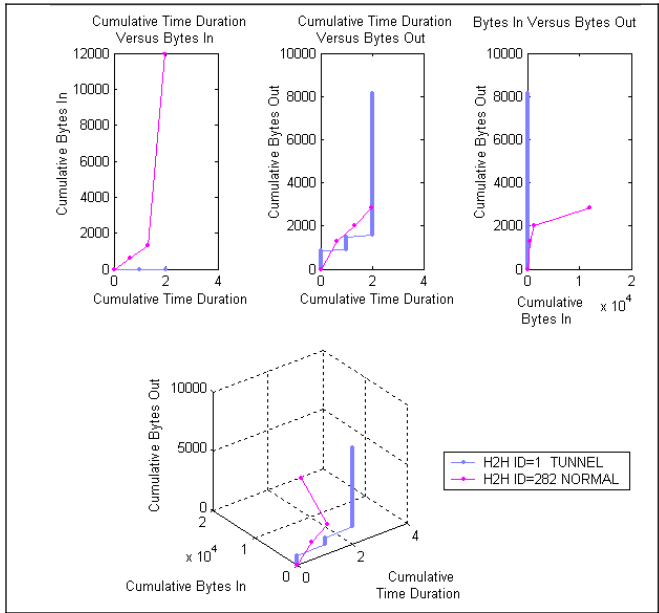 Cumulative Time Duration
Versus Bytes In
12000
10000
8000
6000
4000
2000
0
0
2
4
Cumulative Bytes In
Cumulative Time Duration
Cumulative Time Duration
Versus Bytes Out
10000
8000
6000
4000
2000
0
0
2
4
Cumulative Bytes Out
Cumulative Time Duration
Bytes In Versus Bytes Out
10000
8000
6000
4000
2000
0
0
1
2
x 10^4
Cumulative Bytes Out
Cumulative
Bytes In
10000
5000
0
2
1
0
x 10^4
0
2
4
Cumulative Bytes Out
Cumulative Bytes In
Cumulative
Time Duration
H2H ID=1 TUNNEL
H2H ID=282 NORMAL